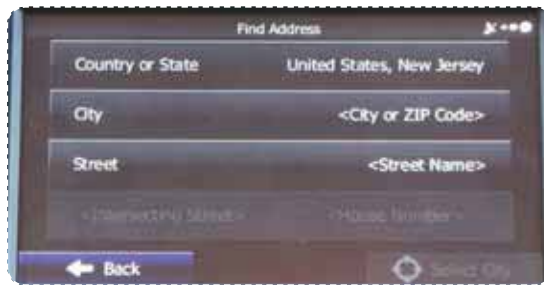 Find Address
Country or State United States, New Jersey
City <City or ZIP Code>
Street <Street Name>
<Intersecting Street> <House Number>
Back Select City